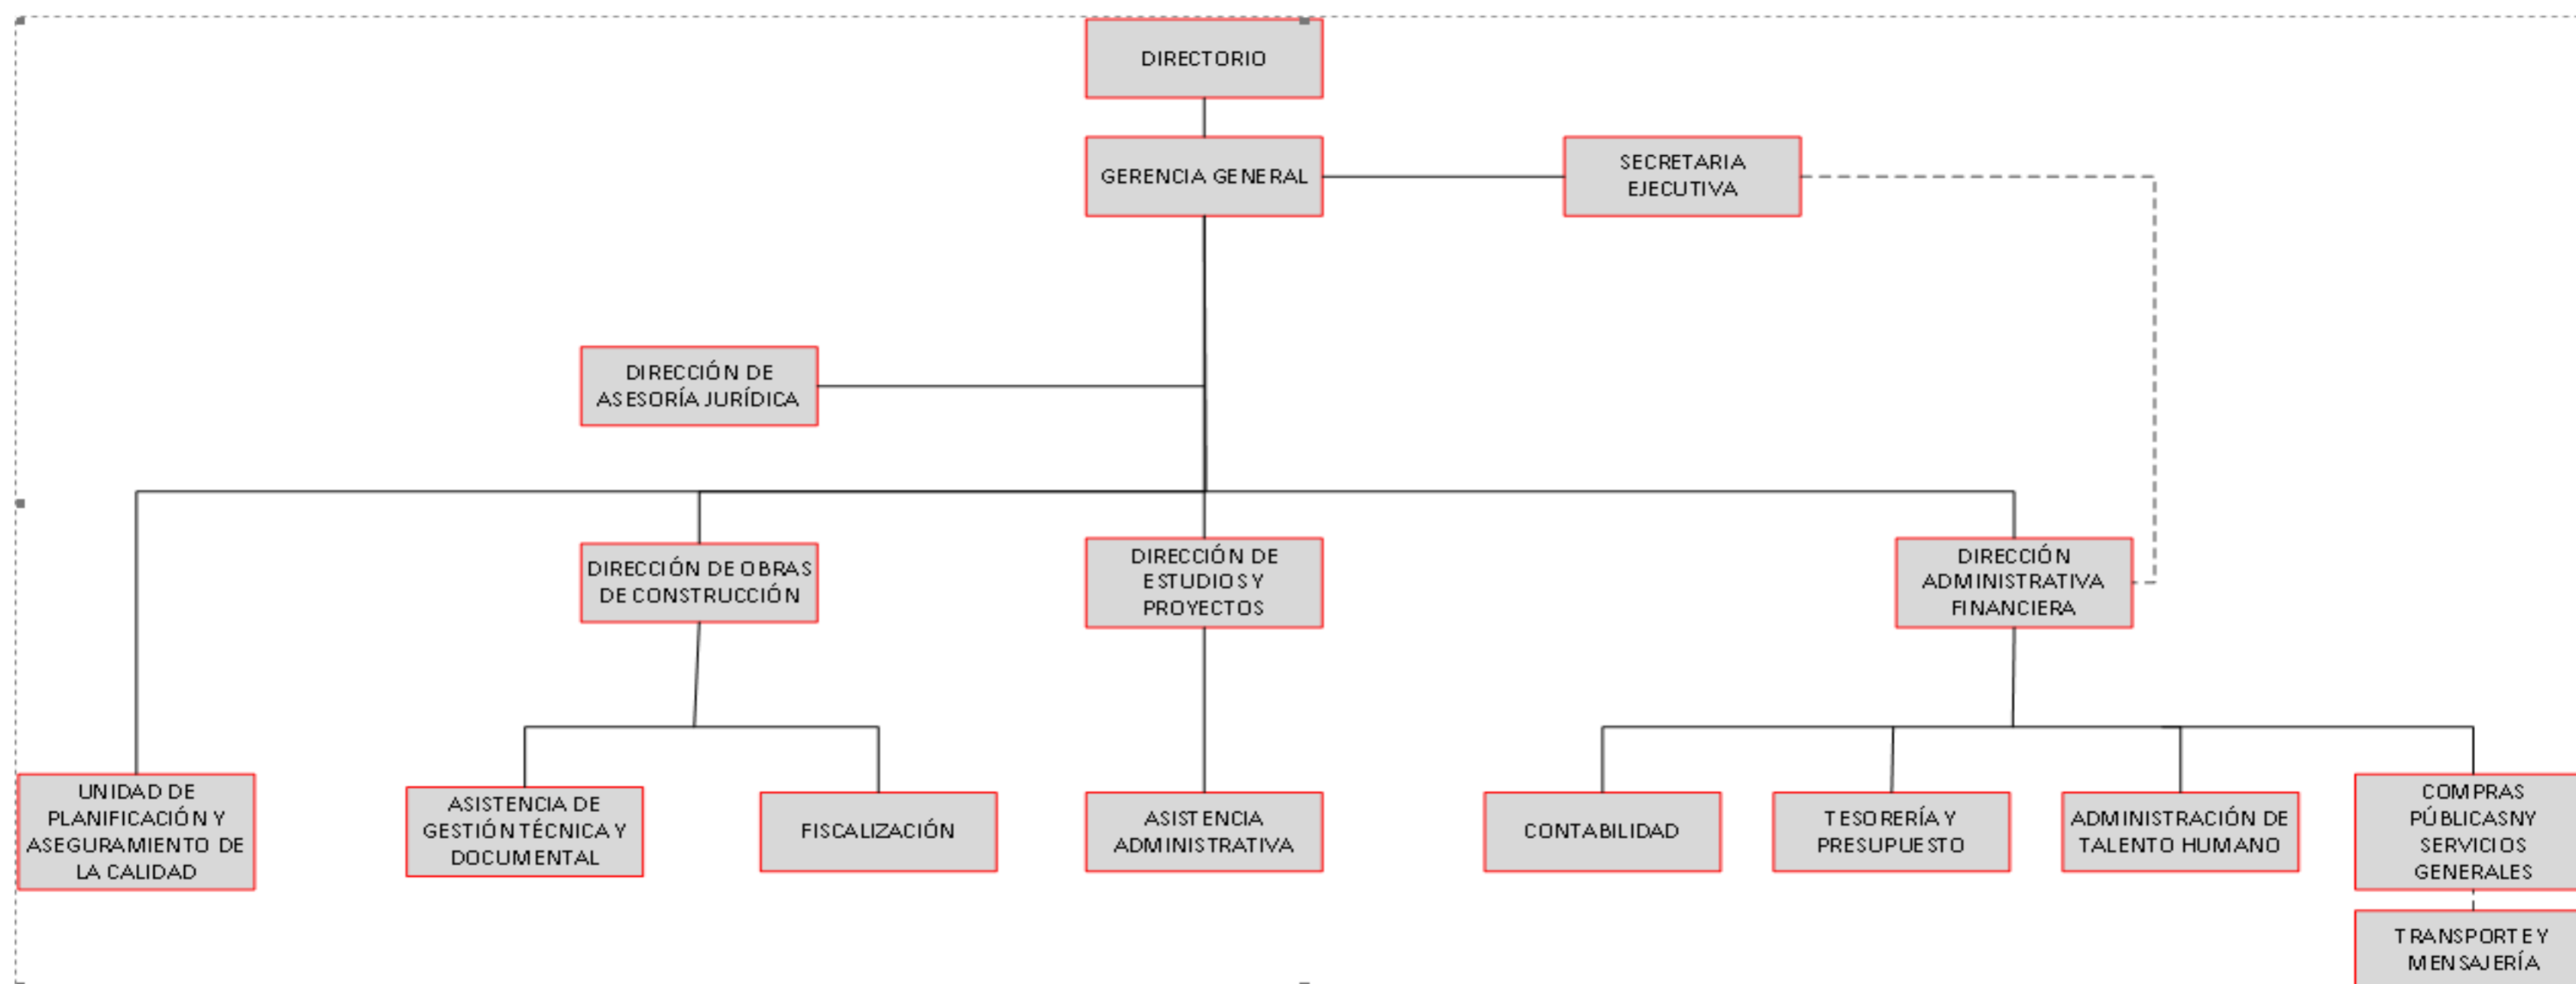 DIRECTORIO
GERENCIA GENERAL
SECRETARIA
EJECUTIVA
DIRECCIÓN DE
ASESORÍA JURÍDICA
DIRECCIÓN DE OBRAS
DE CONSTRUCCIÓN
DIRECCIÓN DE
ESTUDIOS Y
PROYECTOS
DIRECCIÓN
ADMINISTRATIVA
FINANCIERA
UNIDAD DE
PLANIFICACIÓN Y
ASEGURAMIENTO DE
LA CALIDAD
ASISTENCIA DE
GESTIÓN TÉCNICA Y
DOCUMENTAL
FISCALIZACIÓN
ASISTENCIA
ADMINISTRATIVA
CONTABILIDAD
TESORERÍA Y
PRESUPUESTO
ADMINISTRACIÓN DE
TALENTO HUMANO
COMPRAS
PÚBLICASNY
SERVICIOS
GENERALES
TRANSPORTE Y
MENSAJERÍA